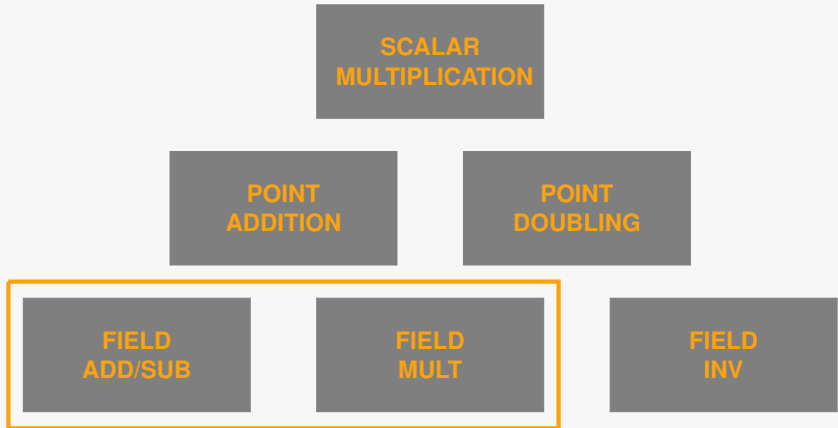 SCALAR
MULTIPLICATION
POINT
ADDITION
POINT
DOUBLING
FIELD
ADD/SUB
FIELD
MULT
FIELD
INV